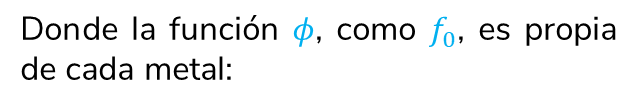 Donde la función ϕ, como f₀, es propia
de cada metal: